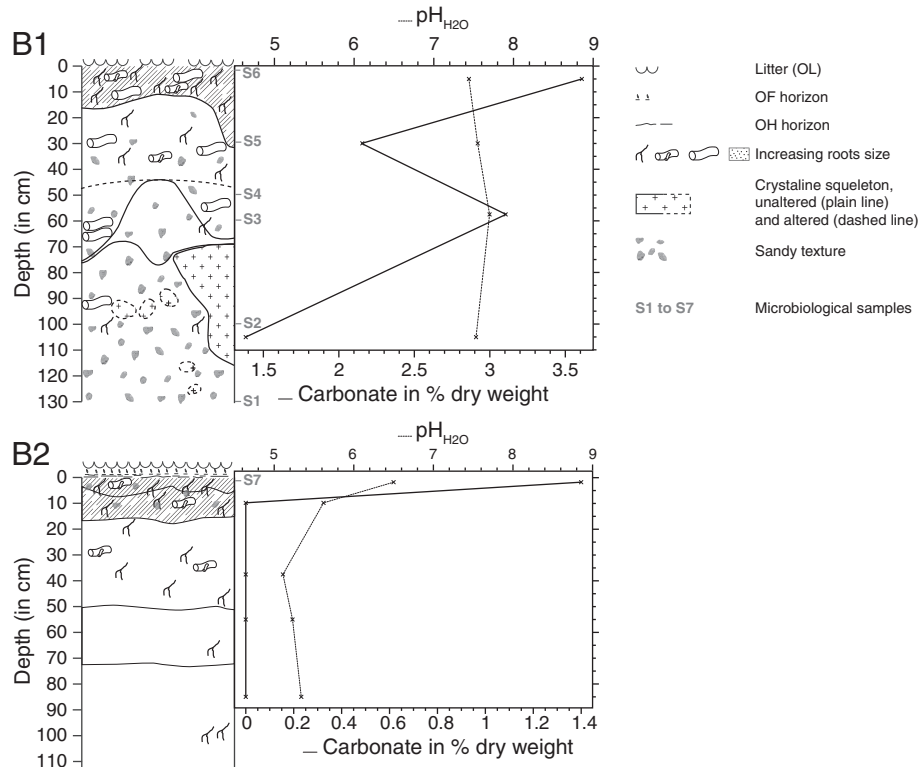 B1
pH H2O
5 6 7 8 9
Depth (in cm)
0
10
20
30
40
50
60
70
80
90
100
110
120
130
S6
S5
S4
S3
S2
S1
1.5 2 2.5 3 3.5
Carbonate in % dry weight
Litter (OL)
OF horizon
OH horizon
Increasing roots size
Crystaline squeleton,
unaltered (plain line)
and altered (dashed line)
Sandy texture
S1 to S7 Microbiological samples
B2
pH H2O
5 6 7 8 9
Depth (in cm)
0
10
20
30
40
50
60
70
80
90
100
110
S7
0 0.2 0.4 0.6 0.8 1 1.2 1.4
Carbonate in % dry weight